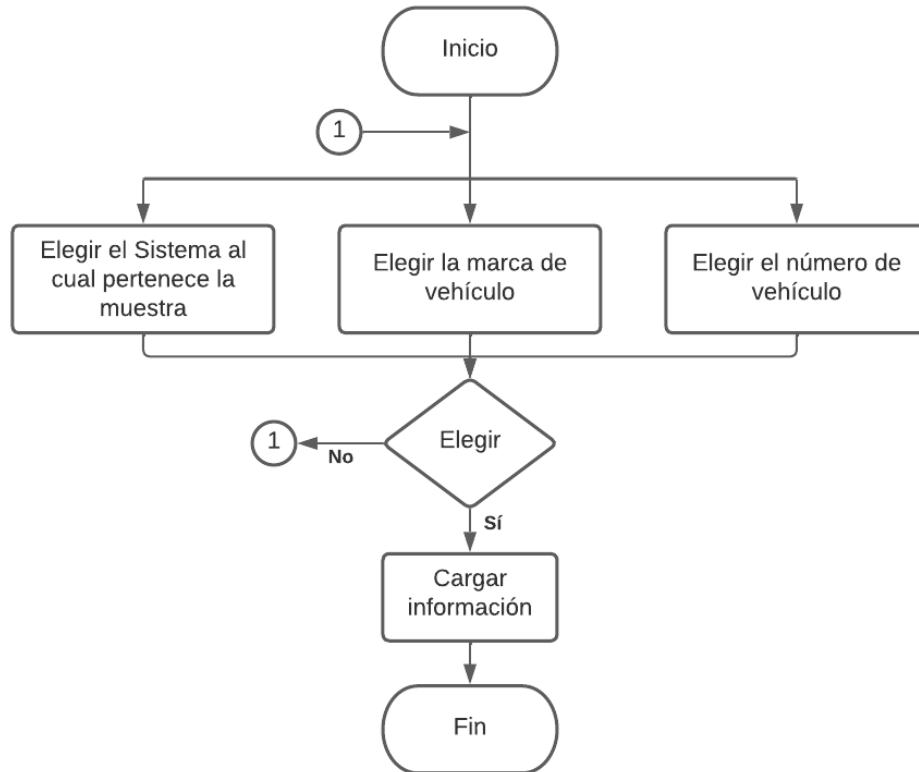 Inicio
1
Elegir el Sistema al
cual pertenece la
muestra
Elegir la marca de
vehículo
Elegir el número de
vehículo
Elegir
1
No
Sí
Cargar
información
Fin